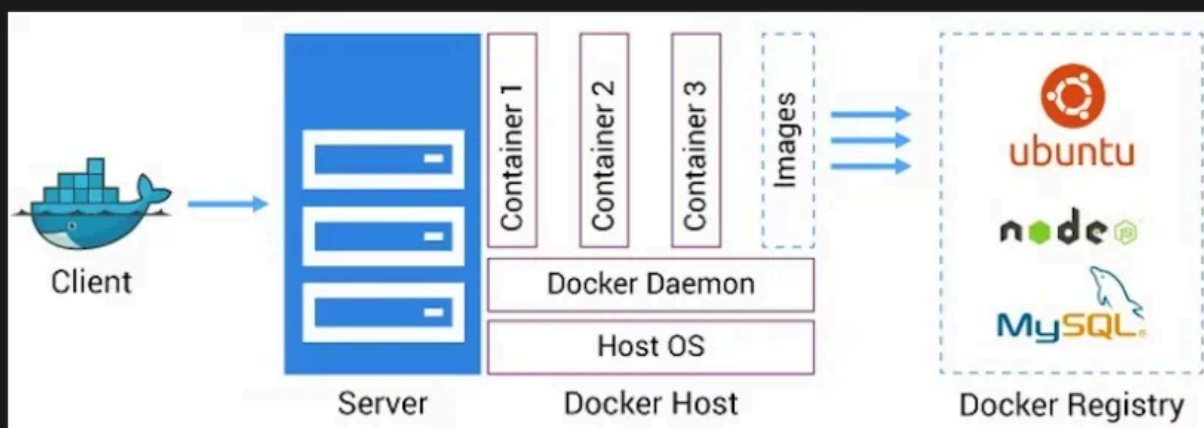 Client
Server
Container 1
Container 2
Container 3
Images
Docker Daemon
Host OS
Docker Host
ubuntu
node
JS
MySQL®
Docker Registry